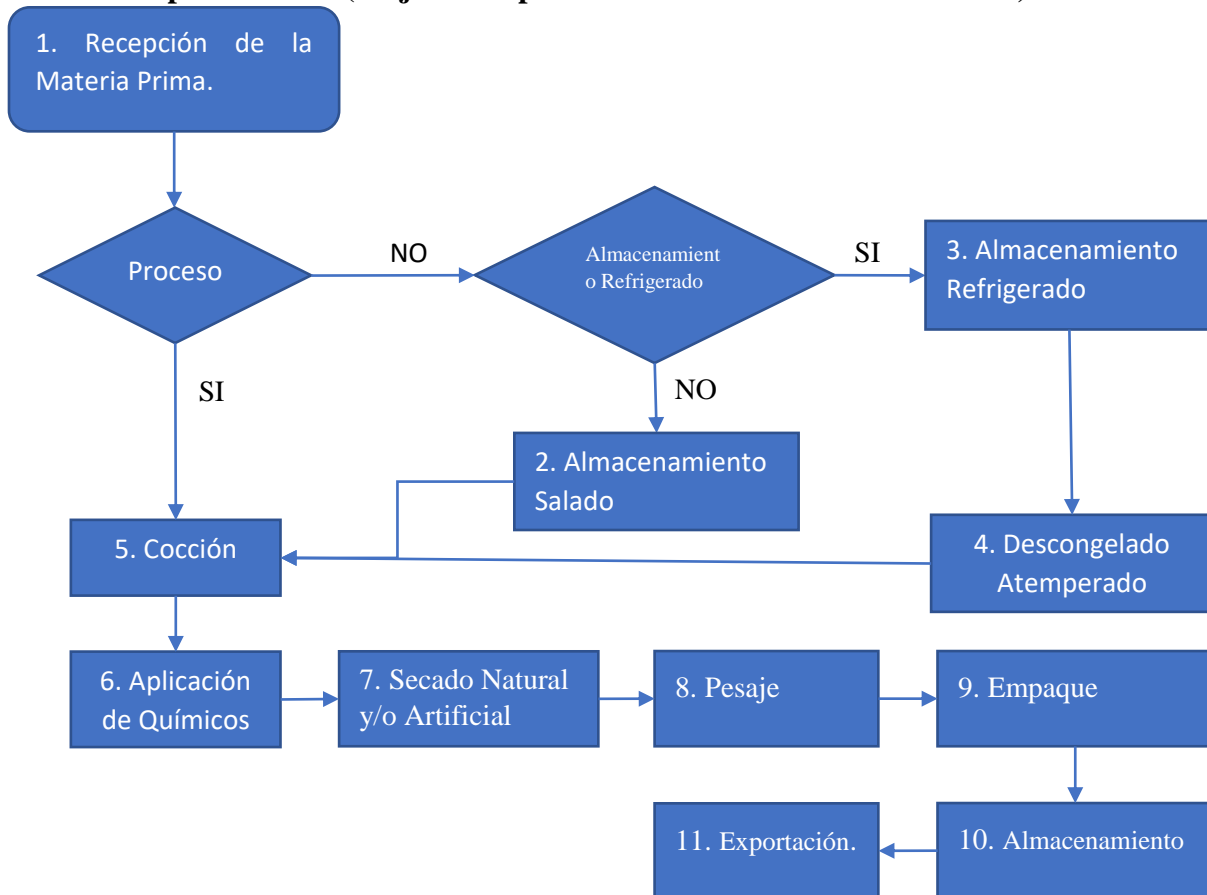 1. Recepción de la
Materia Prima.
Proceso
NO
Almacenamient
o Refrigerado
SI
3. Almacenamiento
Refrigerado
SI
NO
2. Almacenamiento
Salado
5. Cocción
4. Descongelado
Atemperado
6. Aplicación
de Químicos
7. Secado Natural
y/o Artificial
8. Pesaje
9. Empaque
11. Exportación.
10. Almacenamiento